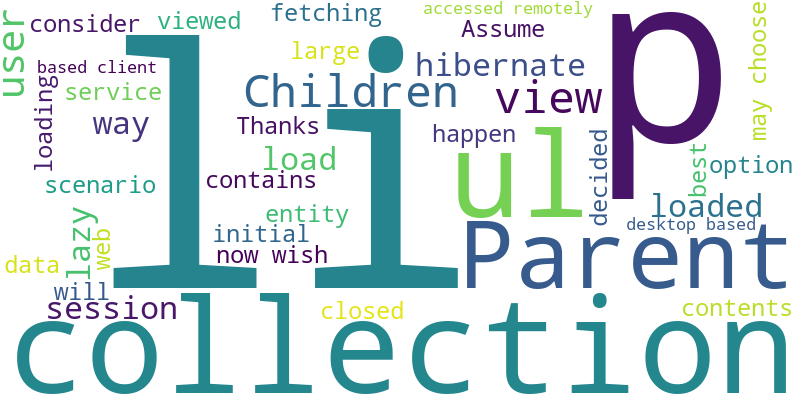 user
consider
viewed
fetching
accessed remotely
Assume
large
li
p
may choose
based client
loading
service
Children
hibernate
view
way
Thanks
happen
ul
load
decided
best
option
scenario
contains
entity
loaded
lazy
web
initial
Parent
desktop based
data
now wish
will
session
closed
contents
collection